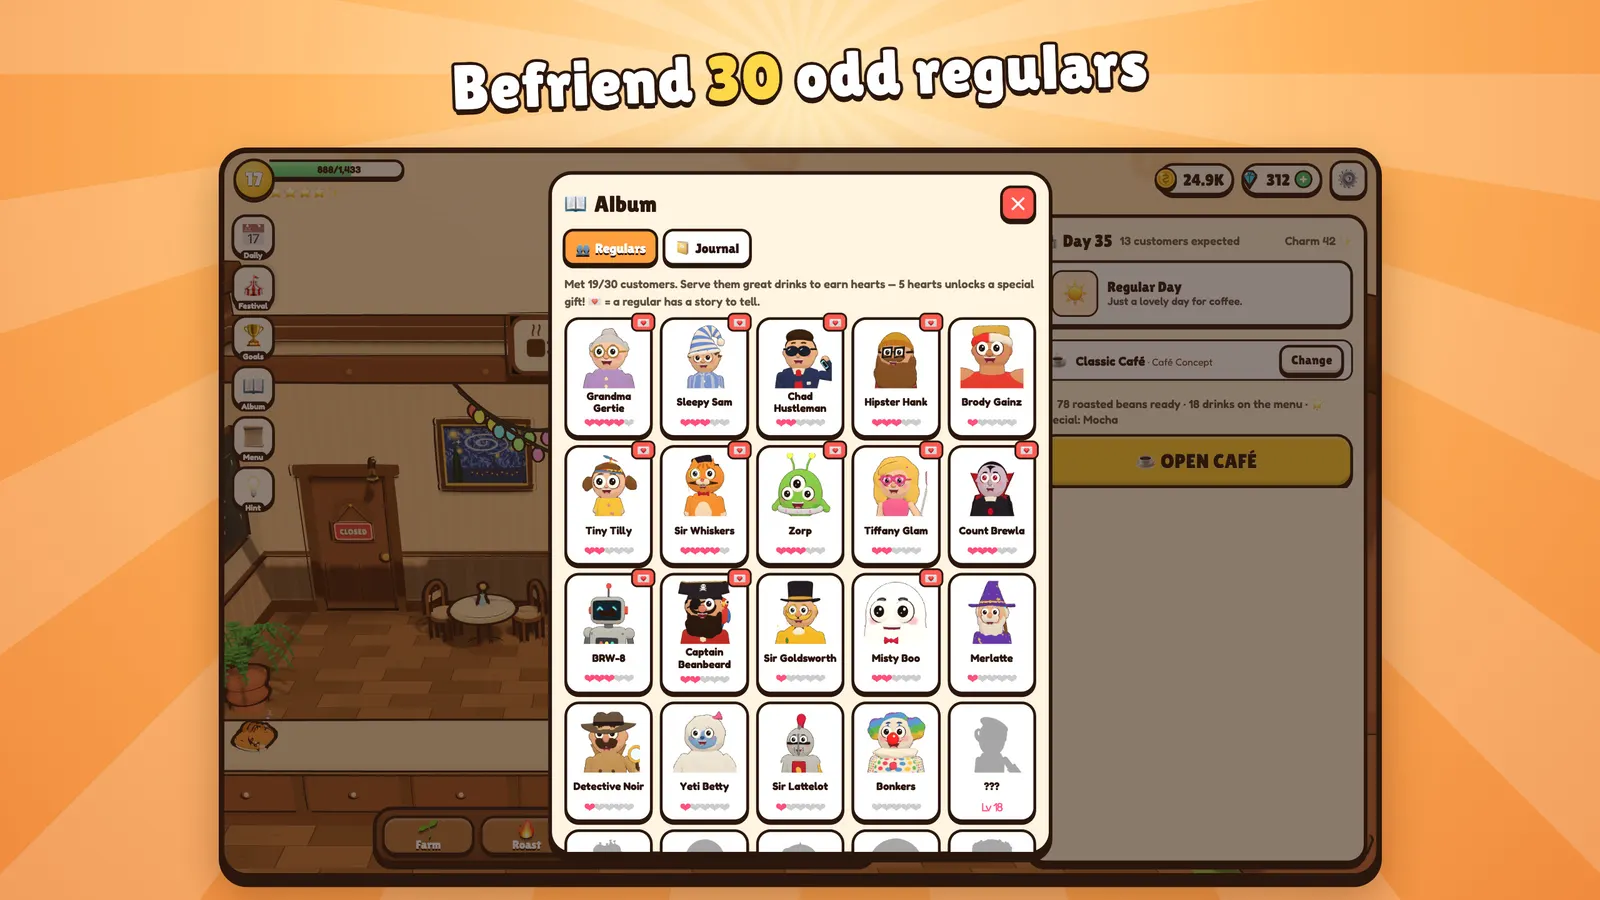 Befriend 30 odd regulars
17
888/1,433
24.9K
312
Album
Regulars
Journal
Met 19/30 customers. Serve them great drinks to earn hearts — 5 hearts unlocks a special
gift! = a regular has a story to tell.
17
Daily
Festival
Goals
Album
Menu
Hint
CLOSED
Grandma
Gertie
Sleepy Sam
Chad
Hustleman
Hipster Hank
Brody Gainz
Tiny Tilly
Sir Whiskers
Zorp
Tiffany Glam
Count Brewla
BRW-8
Captain
Beanbeard
Sir Goldsworth
Misty Boo
Merlatte
Detective Noir
Yeti Betty
Sir Lattelot
Bonkers
???
Lv 18
Day 35
13 customers expected
Charm 42
Regular Day
Just a lovely day for coffee.
Classic Café · Café Concept
Change
78 roasted beans ready · 18 drinks on the menu ·
ecial: Mocha
OPEN CAFÉ
Farm
Roast